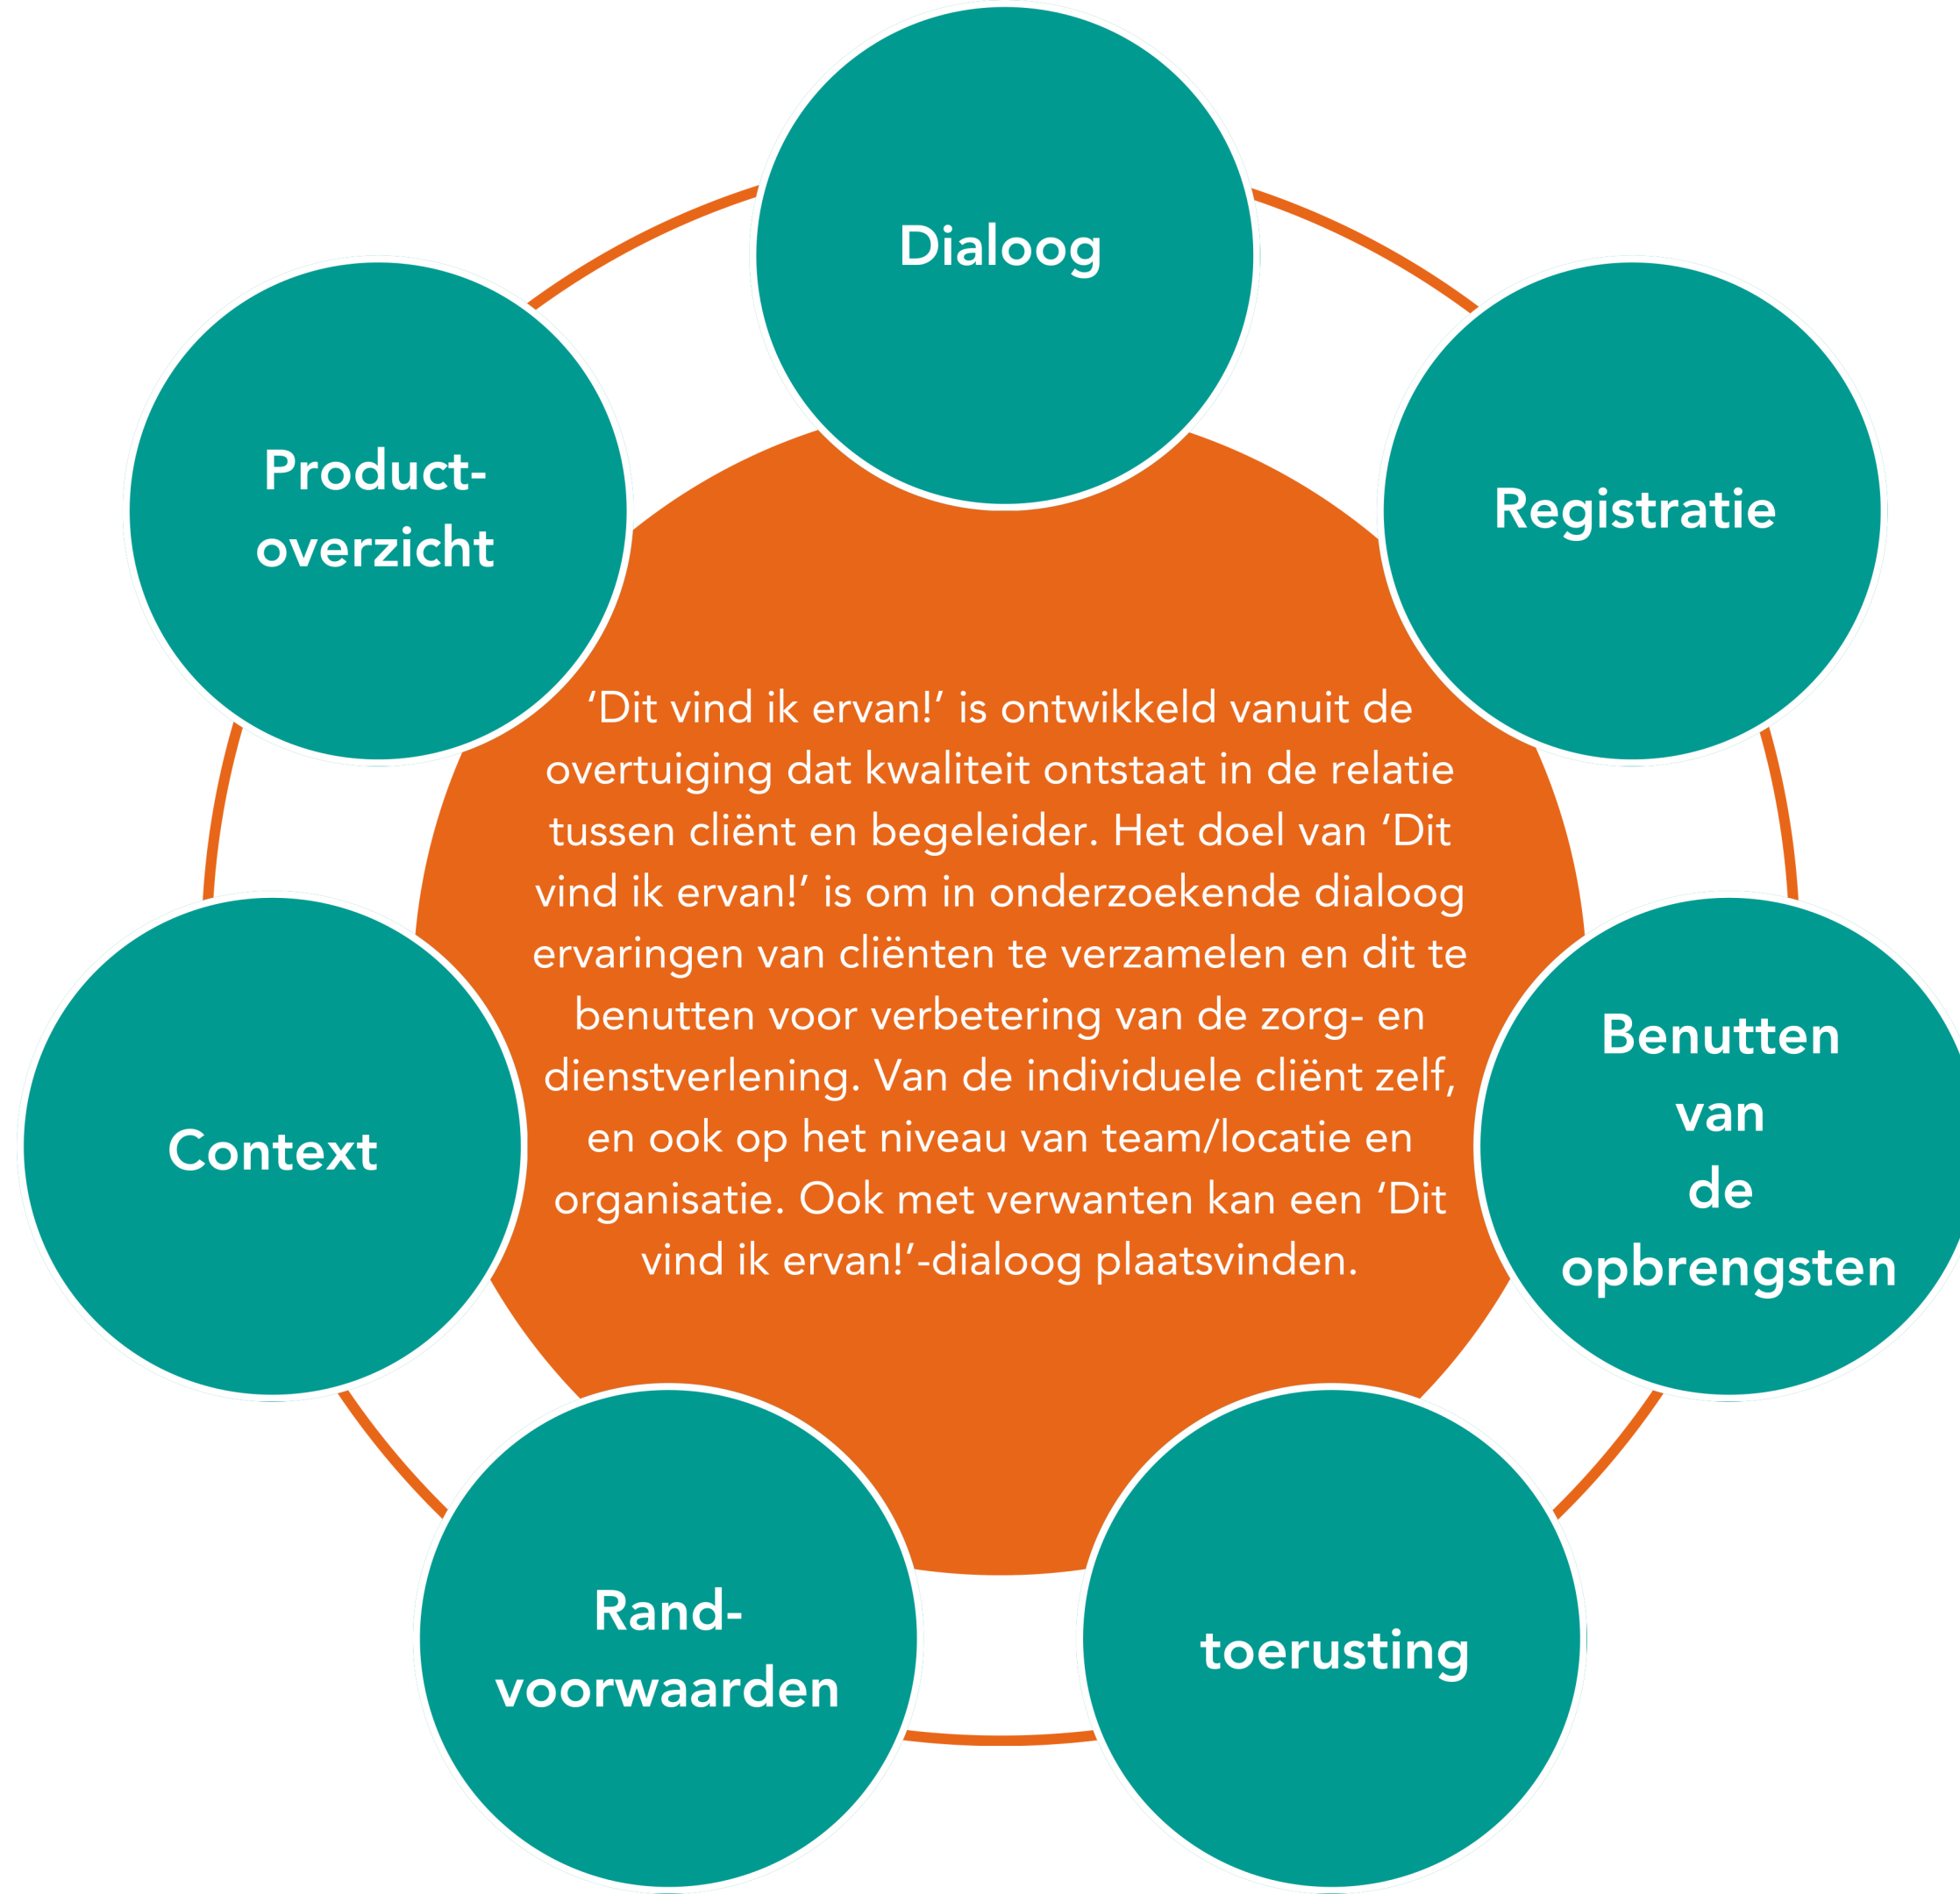 Dialoog
Product-
overzicht
Registratie
‘Dit vind ik ervan!’ is ontwikkeld vanuit de
overtuiging dat kwaliteit ontstaat in de relatie
tussen cliënt en begeleider. Het doel van ‘Dit
vind ik ervan!’ is om in onderzoekende dialoog
ervaringen van cliënten te verzamelen en dit te
benutten voor verbetering van de zorg- en
dienstverlening. Van de individuele cliënt zelf,
en ook op het niveau van team/locatie en
organisatie. Ook met verwanten kan een ‘Dit
vind ik ervan!’ -dialoog plaatsvinden.
Benutten
van
de
opbrengsten
Context
Rand-
voorwaarden
toerusting